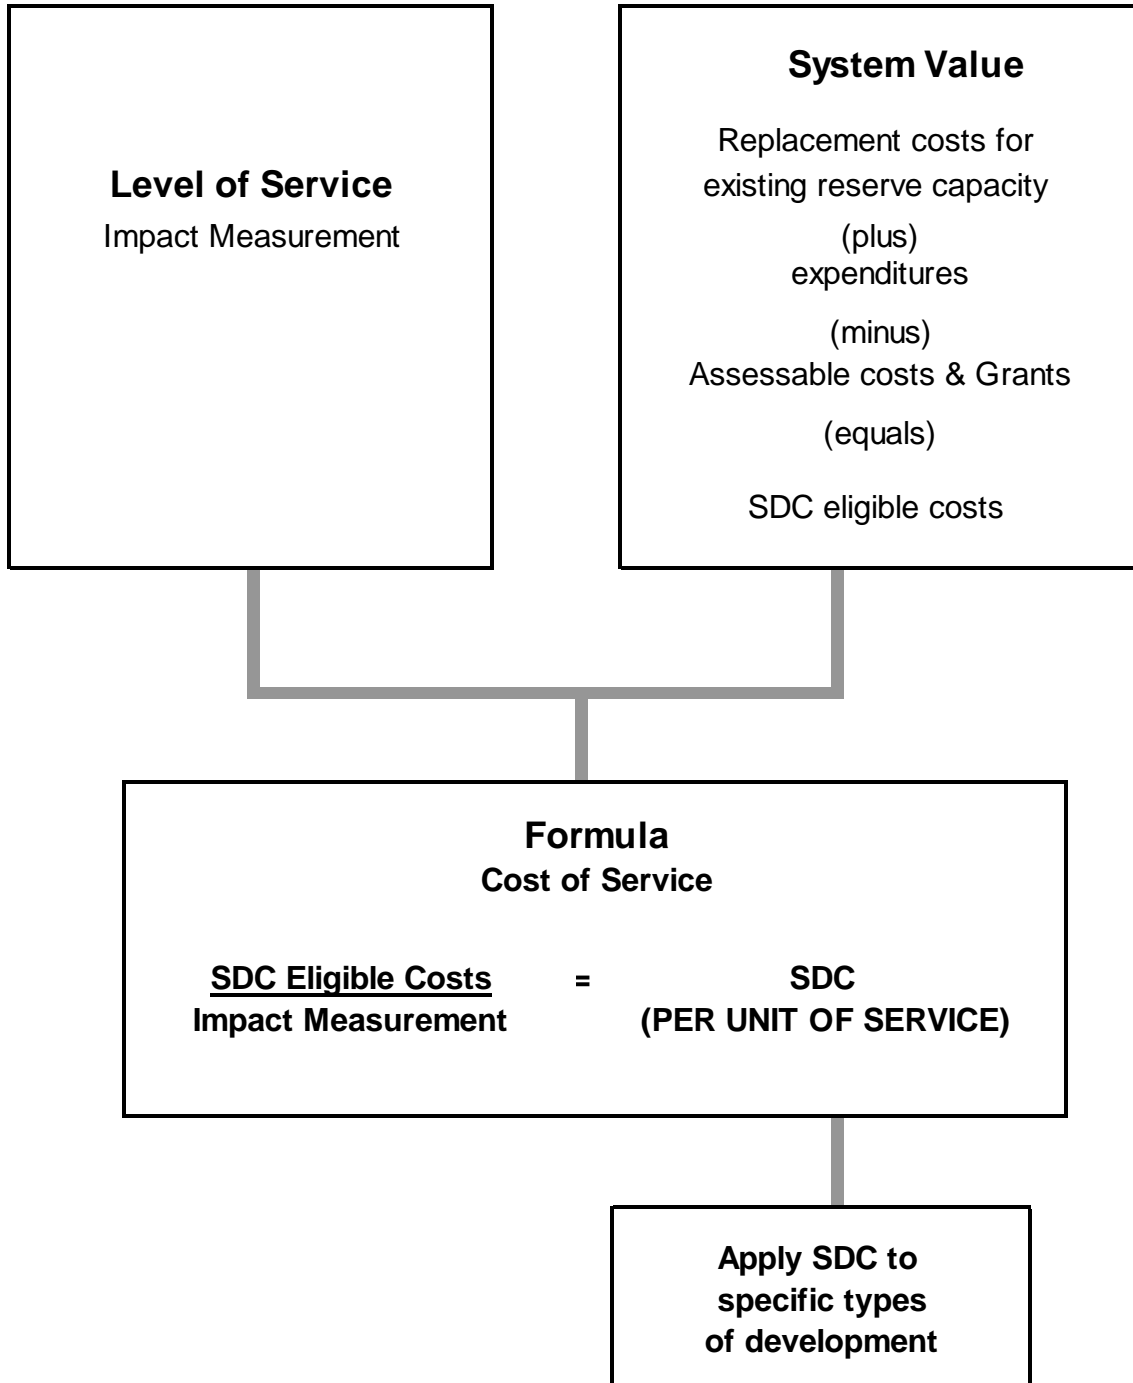 Level of Service
Impact Measurement
System Value
Replacement costs for
existing reserve capacity
(plus)
expenditures
(minus)
Assessable costs & Grants
(equals)
SDC eligible costs
Formula
Cost of Service
SDC Eligible Costs = SDC
Impact Measurement (PER UNIT OF SERVICE)
Apply SDC to
specific types
of development